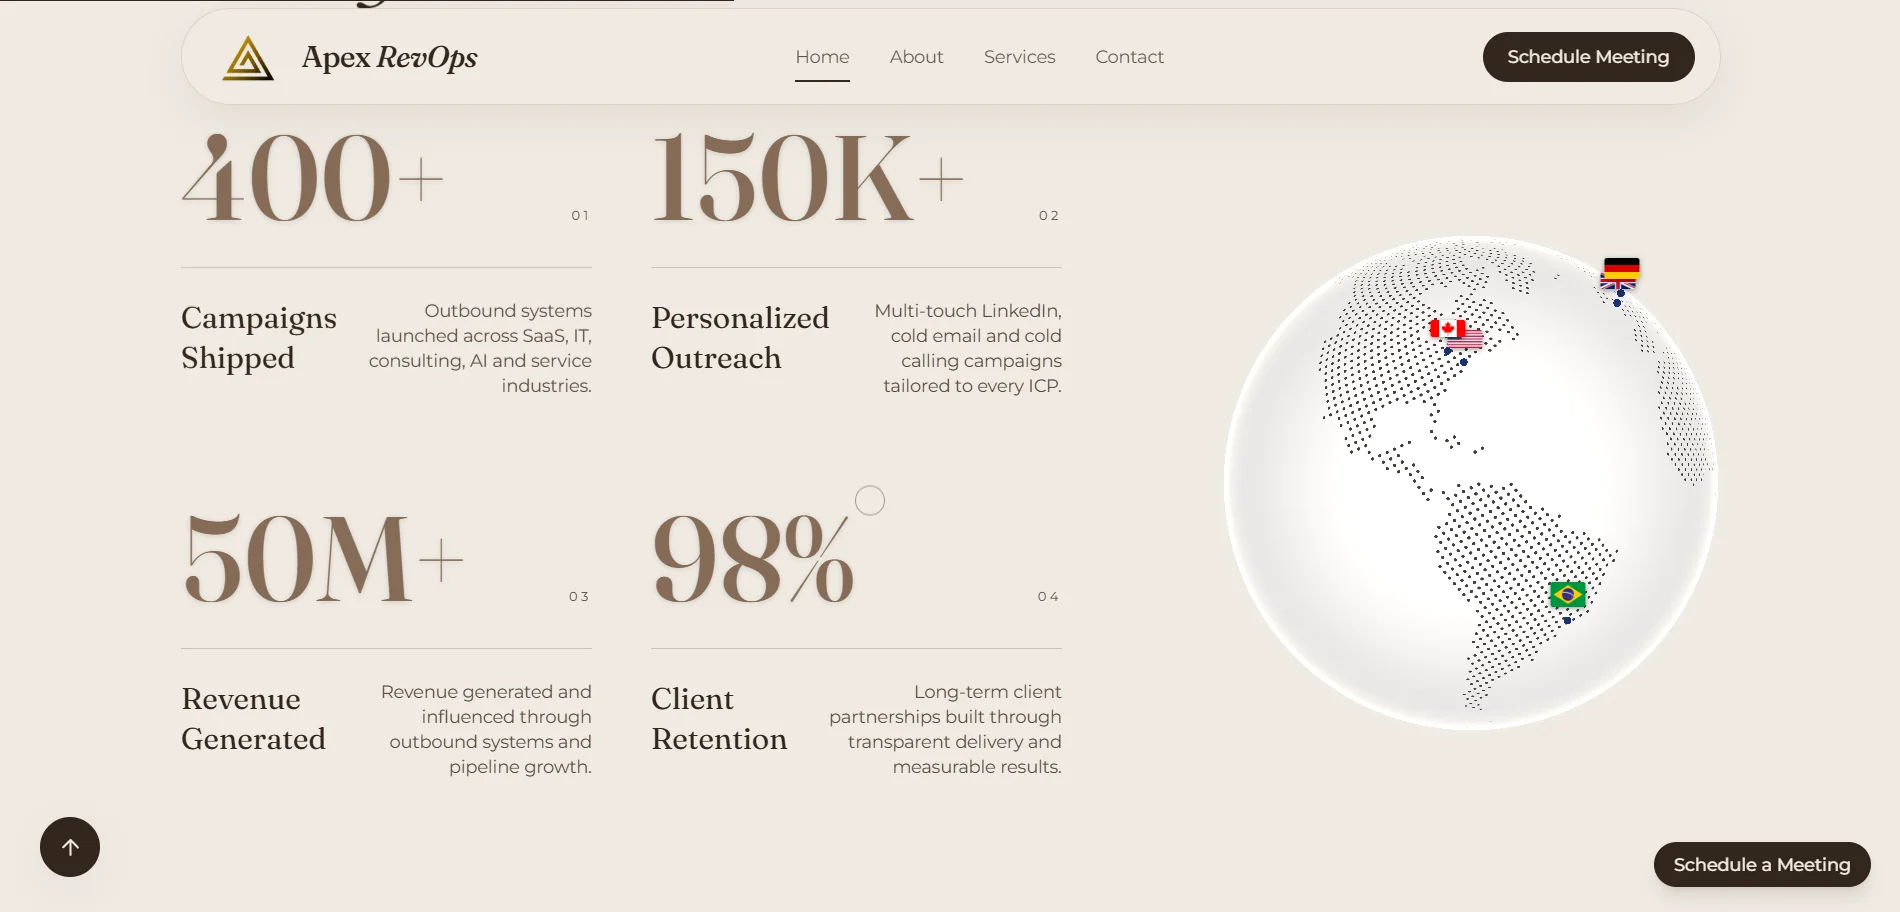 Apex RevOps
Home
About
Services
Contact
Schedule Meeting
400+
01
Campaigns
Shipped
Outbound systems
launched across SaaS, IT,
consulting, AI and service
industries.
150K+
02
Personalized
Outreach
Multi-touch LinkedIn,
cold email and cold
calling campaigns
tailored to every ICP.
50M+
03
Revenue
Generated
Revenue generated and
influenced through
outbound systems and
pipeline growth.
98%
04
Client
Retention
Long-term client
partnerships built through
transparent delivery and
measurable results.
Schedule a Meeting